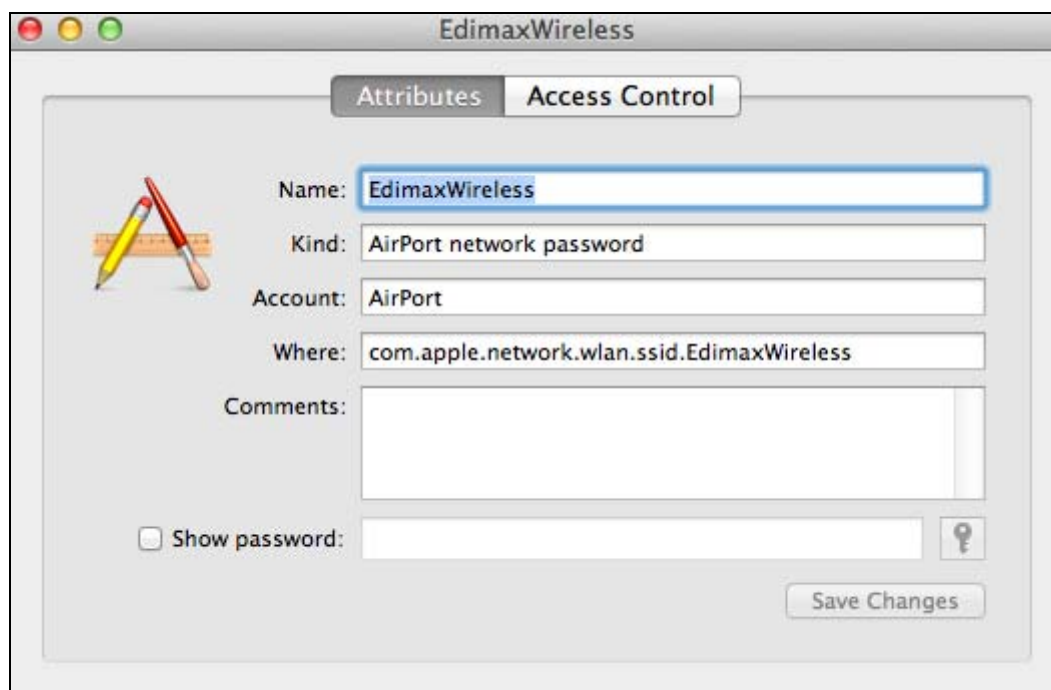 EdimaxWireless
Attributes Access Control
Name: EdimaxWireless
Kind: AirPort network password
Account: AirPort
Where: com.apple.network.wlan.ssid.EdimaxWireless
Comments:
Show password:
Save Changes